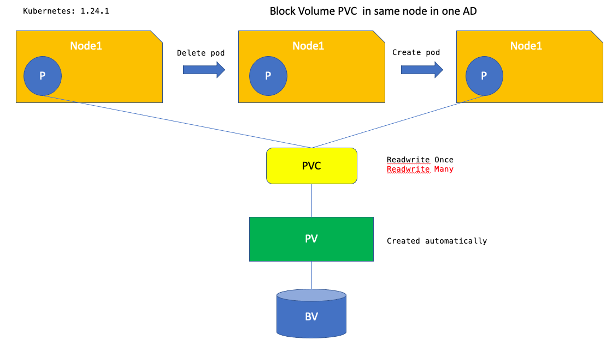 Kubernetes: 1.24.1
Block Volume PVC in same node in one AD
Node1
P
Delete pod
Node1
P
Create pod
Node1
P
PVC
Readwrite Once
Readwrite Many
PV
Created automatically
BV